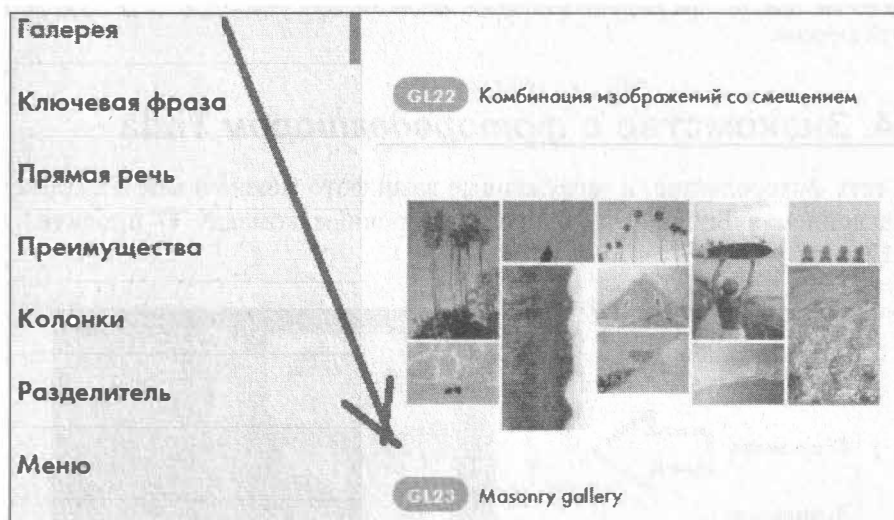 Галерея
Ключевая фраза
Прямая речь
Преимущества
Колонки
Разделитель
Меню
GL22 Комбинация изображений со смещением
GL23 Masonry gallery